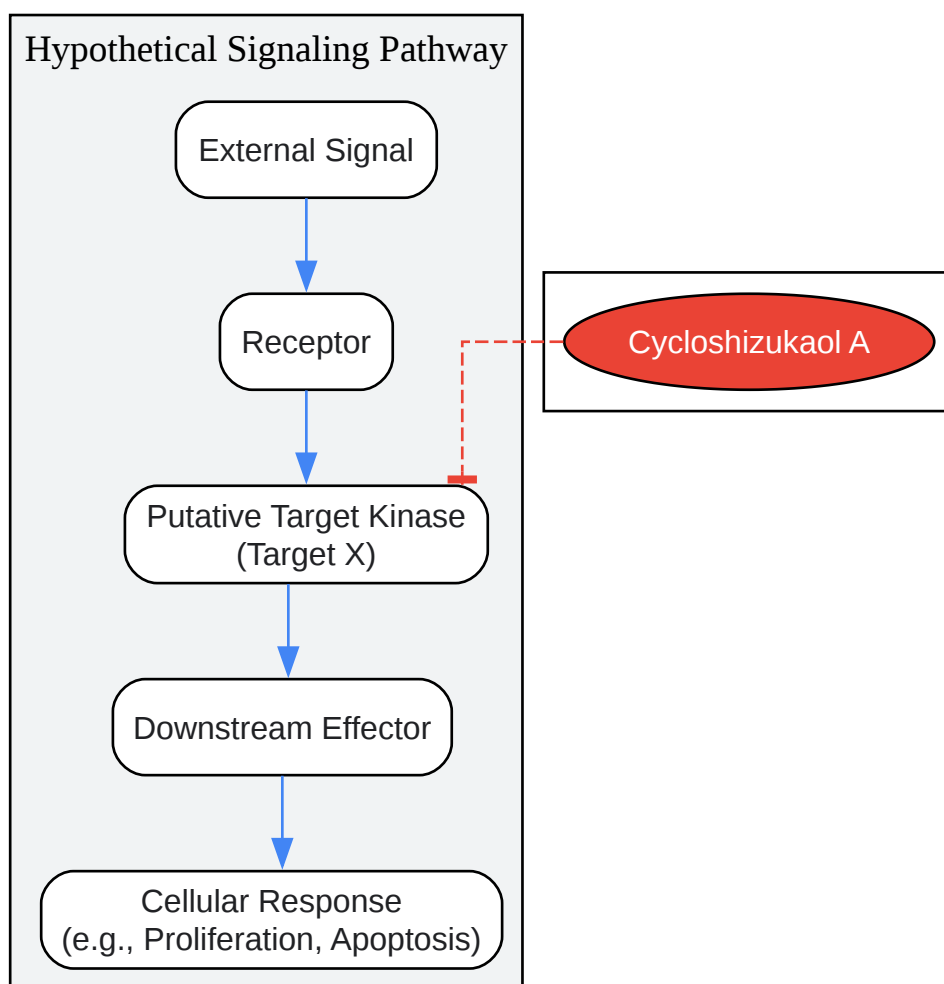 Hypothetical Signaling Pathway
External Signal
Receptor
Cycloshizukaol A
Putative Target Kinase
(Target X)
Downstream Effector
Cellular Response
(e.g., Proliferation, Apoptosis)